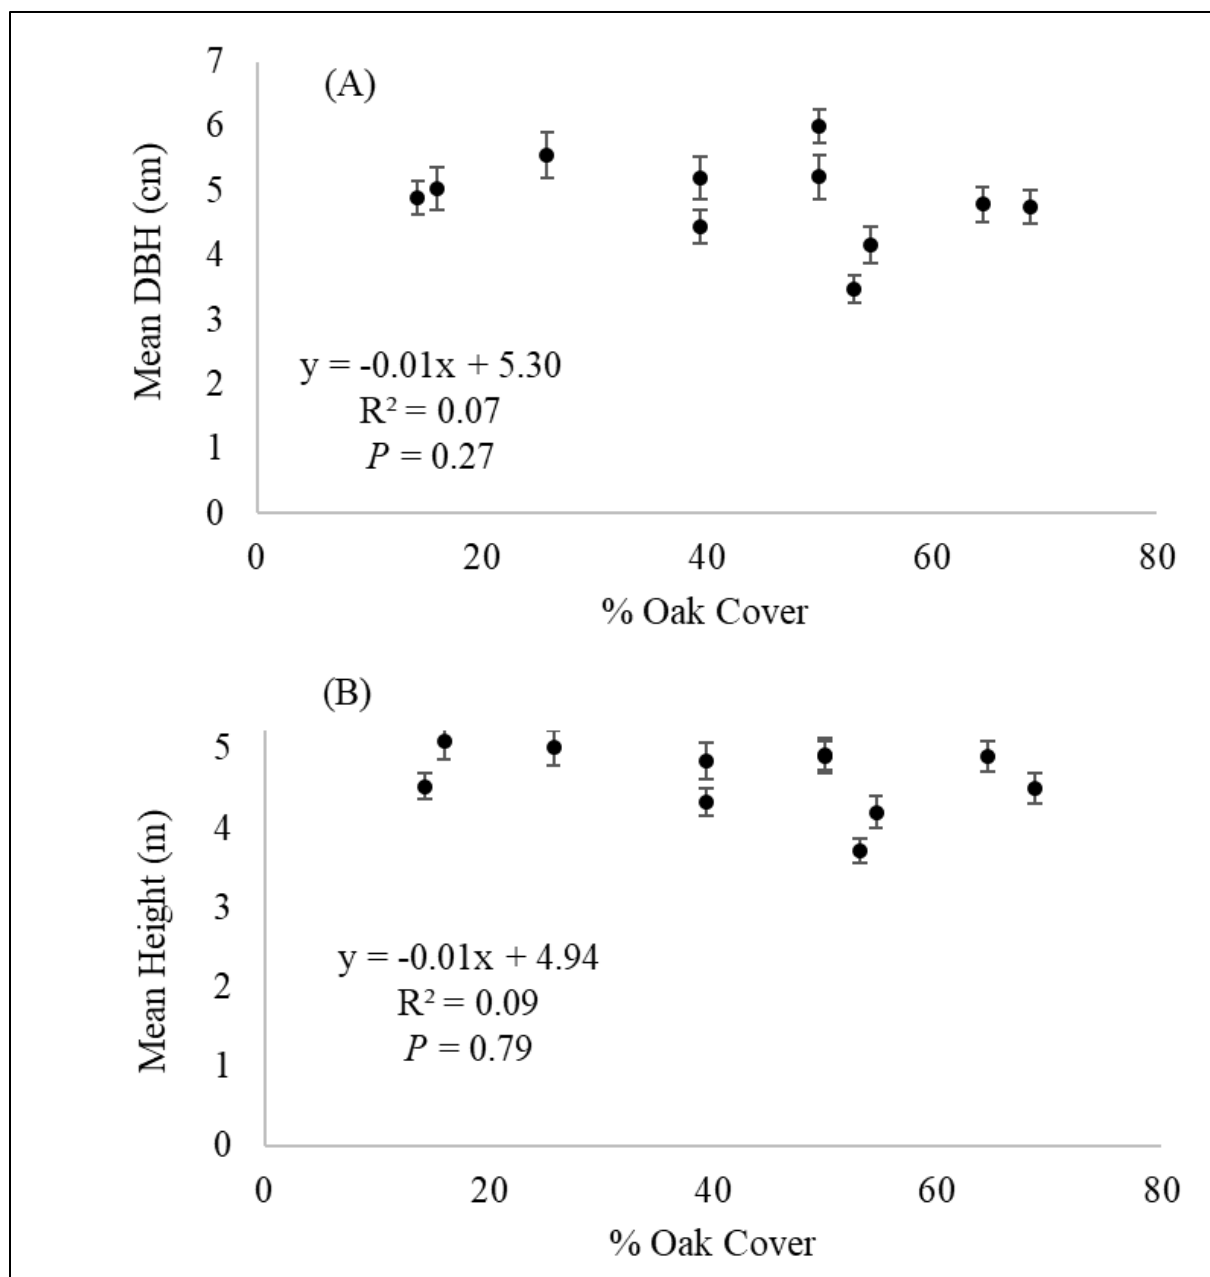 (A)
7
6
5
4
3
2
1
0
Mean DBH (cm)
y = -0.01x + 5.30
R² = 0.07
P = 0.27
0 20 40 60 80
% Oak Cover
(B)
5
4
3
2
1
0
Mean Height (m)
y = -0.01x + 4.94
R² = 0.09
P = 0.79
0 20 40 60 80
% Oak Cover